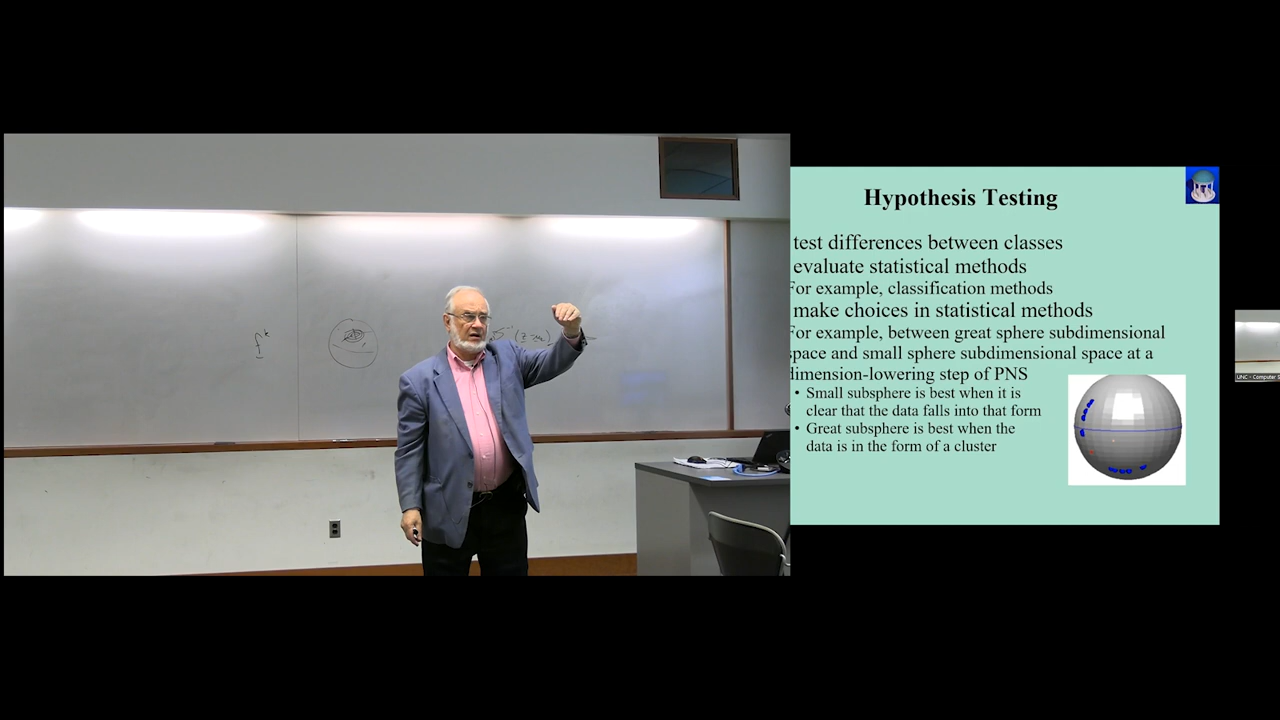 Hypothesis Testing
test differences between classes
evaluate statistical methods
For example, classification methods
make choices in statistical methods
For example, between great sphere subdimensional
space and small sphere subdimensional space at a
dimension-lowering step of PNS
• Small subsphere is best when it is
clear that the data falls into that form
• Great subsphere is best when the
data is in the form of a cluster
f^k
UNC - Computer S